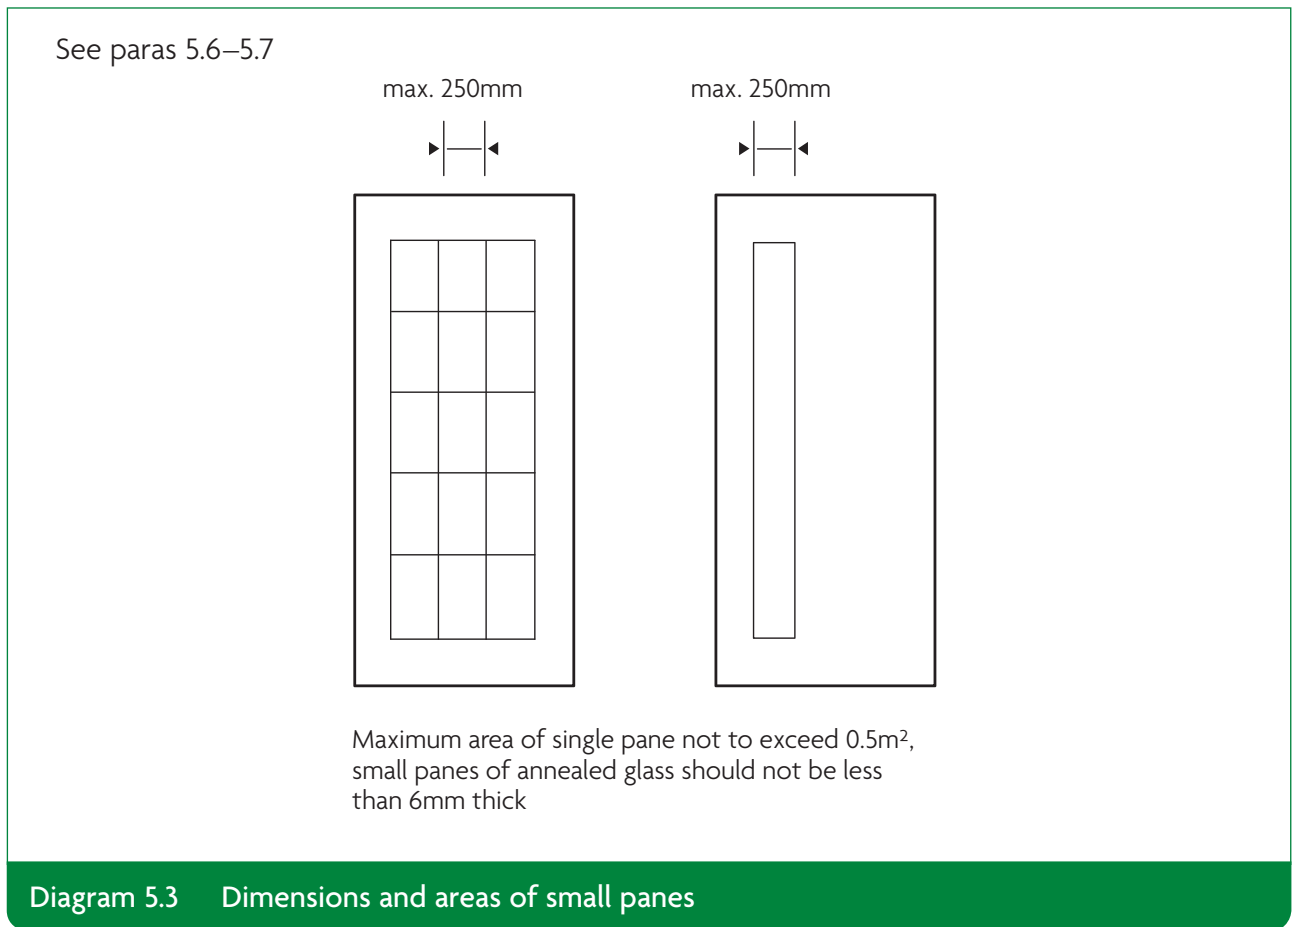 See paras 5.6–5.7
max. 250mm
max. 250mm
Maximum area of single pane not to exceed 0.5m²,
small panes of annealed glass should not be less
than 6mm thick
Diagram 5.3 Dimensions and areas of small panes